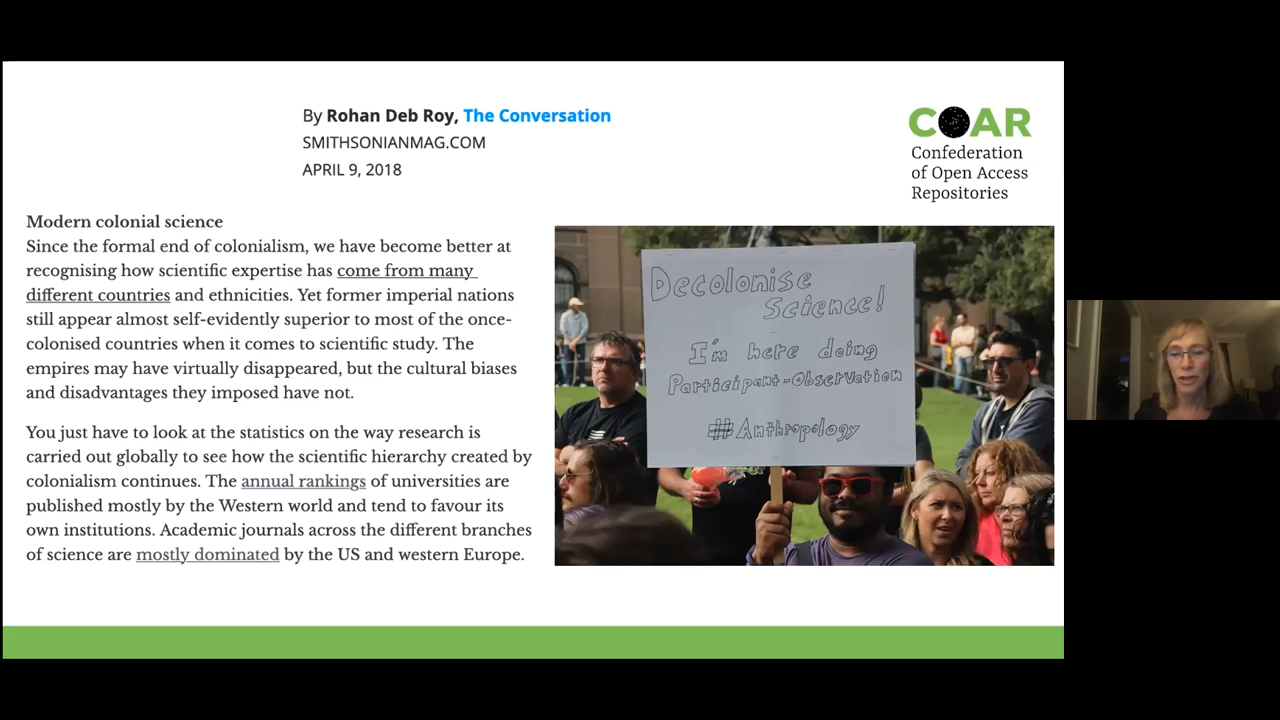 By Rohan Deb Roy, The Conversation
SMITHSONIANMAG.COM
APRIL 9, 2018
COAR
Confederation
of Open Access
Repositories
Modern colonial science
Since the formal end of colonialism, we have become better at
recognising how scientific expertise has come from many
different countries and ethnicities. Yet former imperial nations
still appear almost self-evidently superior to most of the once-
colonised countries when it comes to scientific study. The
empires may have virtually disappeared, but the cultural biases
and disadvantages they imposed have not.
You just have to look at the statistics on the way research is
carried out globally to see how the scientific hierarchy created by
colonialism continues. The annual rankings of universities are
published mostly by the Western world and tend to favour its
own institutions. Academic journals across the different branches
of science are mostly dominated by the US and western Europe.
Decolonise
Science!
I'm here doing
Participant-Observation
#Anthropology